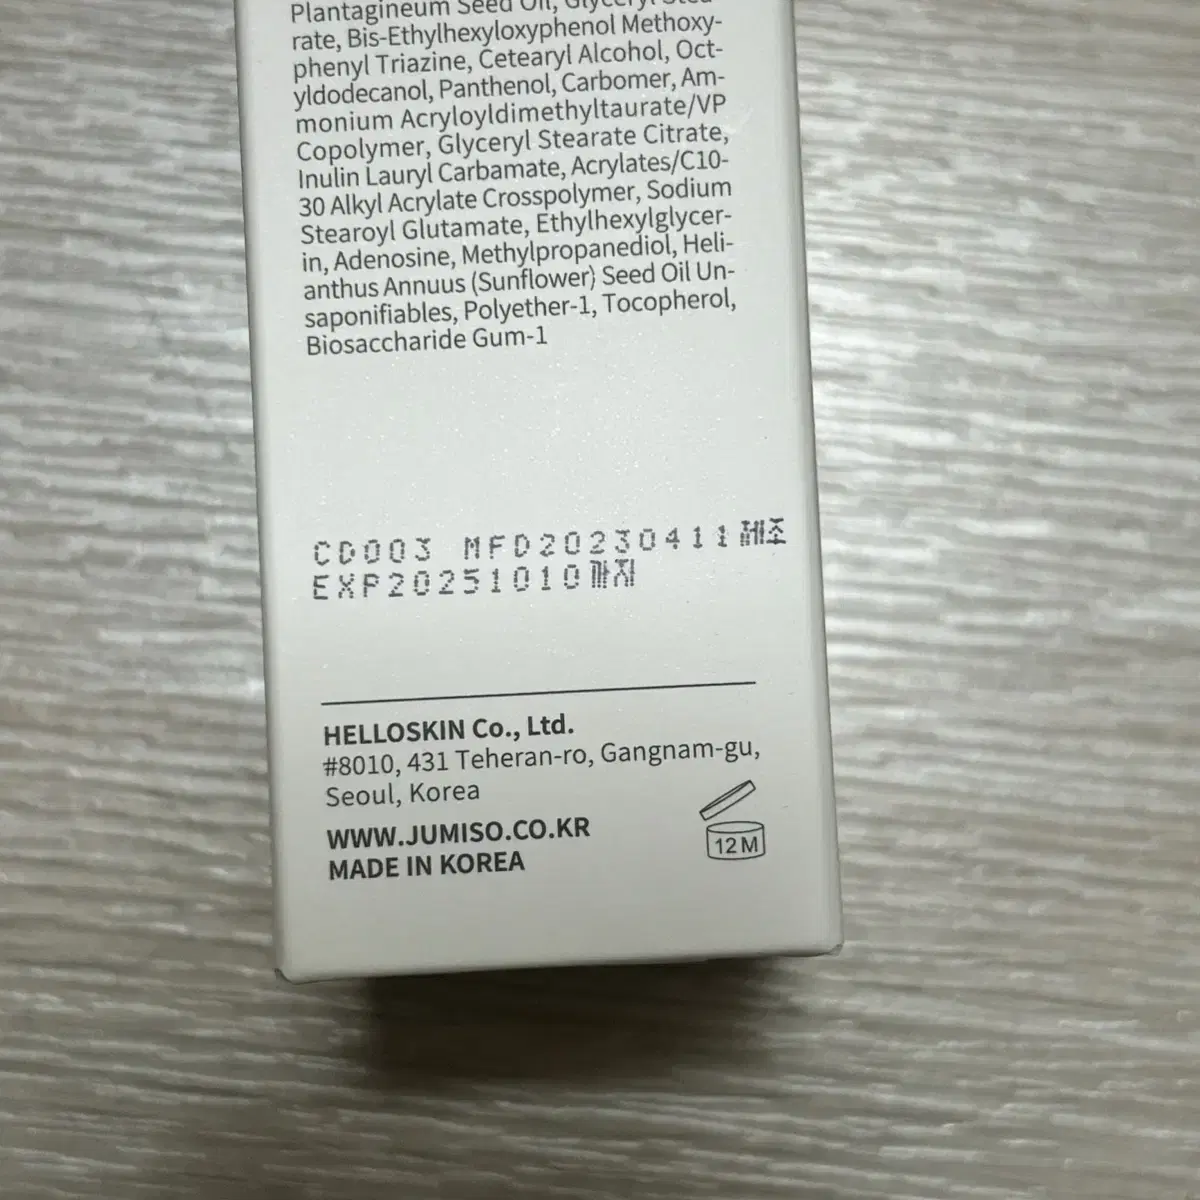 Plantagineum Seed Oil, Glyceryl Stea-
rate, Bis-Ethylhexyloxyphenol Methoxy-
phenyl Triazine, Cetearyl Alcohol, Oct-
yldodecanol, Panthenol, Carbomer, Am-
monium Acryloyldimethyltaurate/VP
Copolymer, Glyceryl Stearate Citrate,
Inulin Lauryl Carbamate, Acrylates/C10-
30 Alkyl Acrylate Crosspolymer, Sodium
Stearoyl Glutamate, Ethylhexylglycer-
in, Adenosine, Methylpropanediol, Heli-
anthus Annuus (Sunflower) Seed Oil Un-
saponifiables, Polyether-1, Tocopherol,
Biosaccharide Gum-1
CD003 MFD20230411제조
EXP20251010까지
HELLOSKIN Co., Ltd.
#8010, 431 Teheran-ro, Gangnam-gu,
Seoul, Korea
WWW.JUMISO.CO.KR
MADE IN KOREA
12M